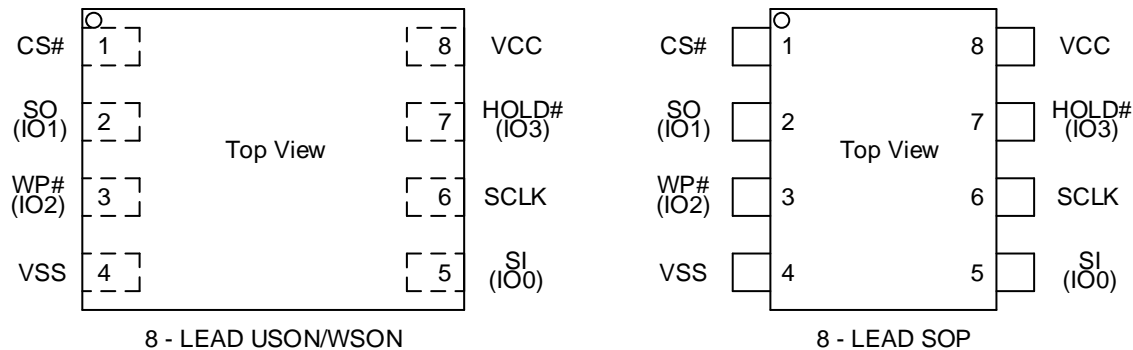 CS#
1
8
VCC
SO
(IO1)
2
7
HOLD#
(IO3)
Top View
WP#
(IO2)
3
6
SCLK
VSS
4
5
SI
(IO0)
8 - LEAD USON/WSON
CS#
1
8
VCC
SO
(IO1)
2
7
HOLD#
(IO3)
Top View
WP#
(IO2)
3
6
SCLK
VSS
4
5
SI
(IO0)
8 - LEAD SOP